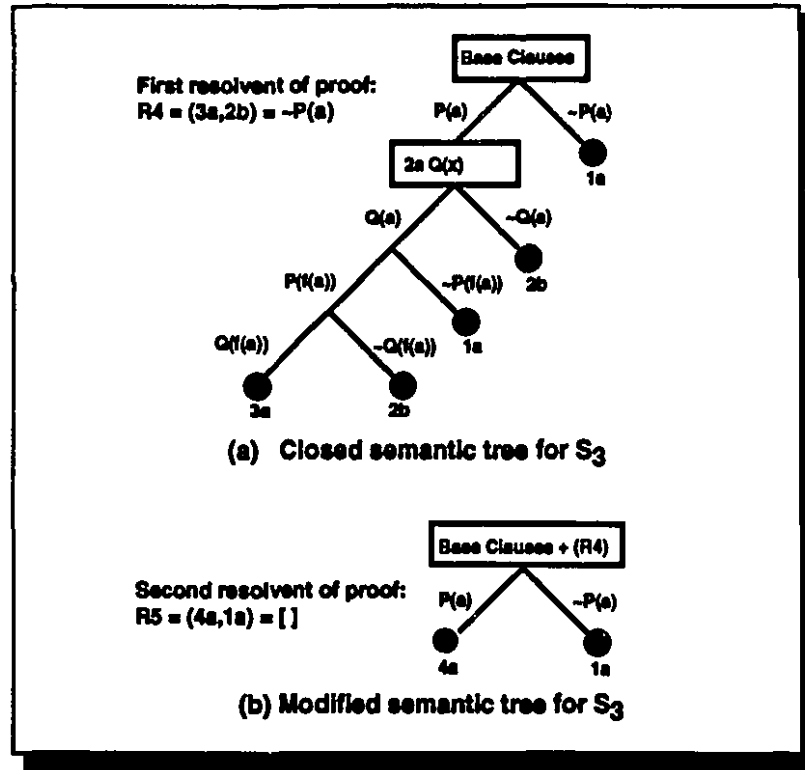 Base Clauses
First resolvent of proof:
R4 = (3a,2b) = ~P(a)
P(a)
~P(a)
1a
2a Q(x)
Q(a)
~Q(a)
2b
P(f(a))
~P(f(a))
1a
Q(f(a))
~Q(f(a))
3a
2b
(a) Closed semantic tree for S3
Base Clauses + (R4)
Second resolvent of proof:
R5 = (4a,1a) = [ ]
P(a)
~P(a)
4a
1a
(b) Modified semantic tree for S3